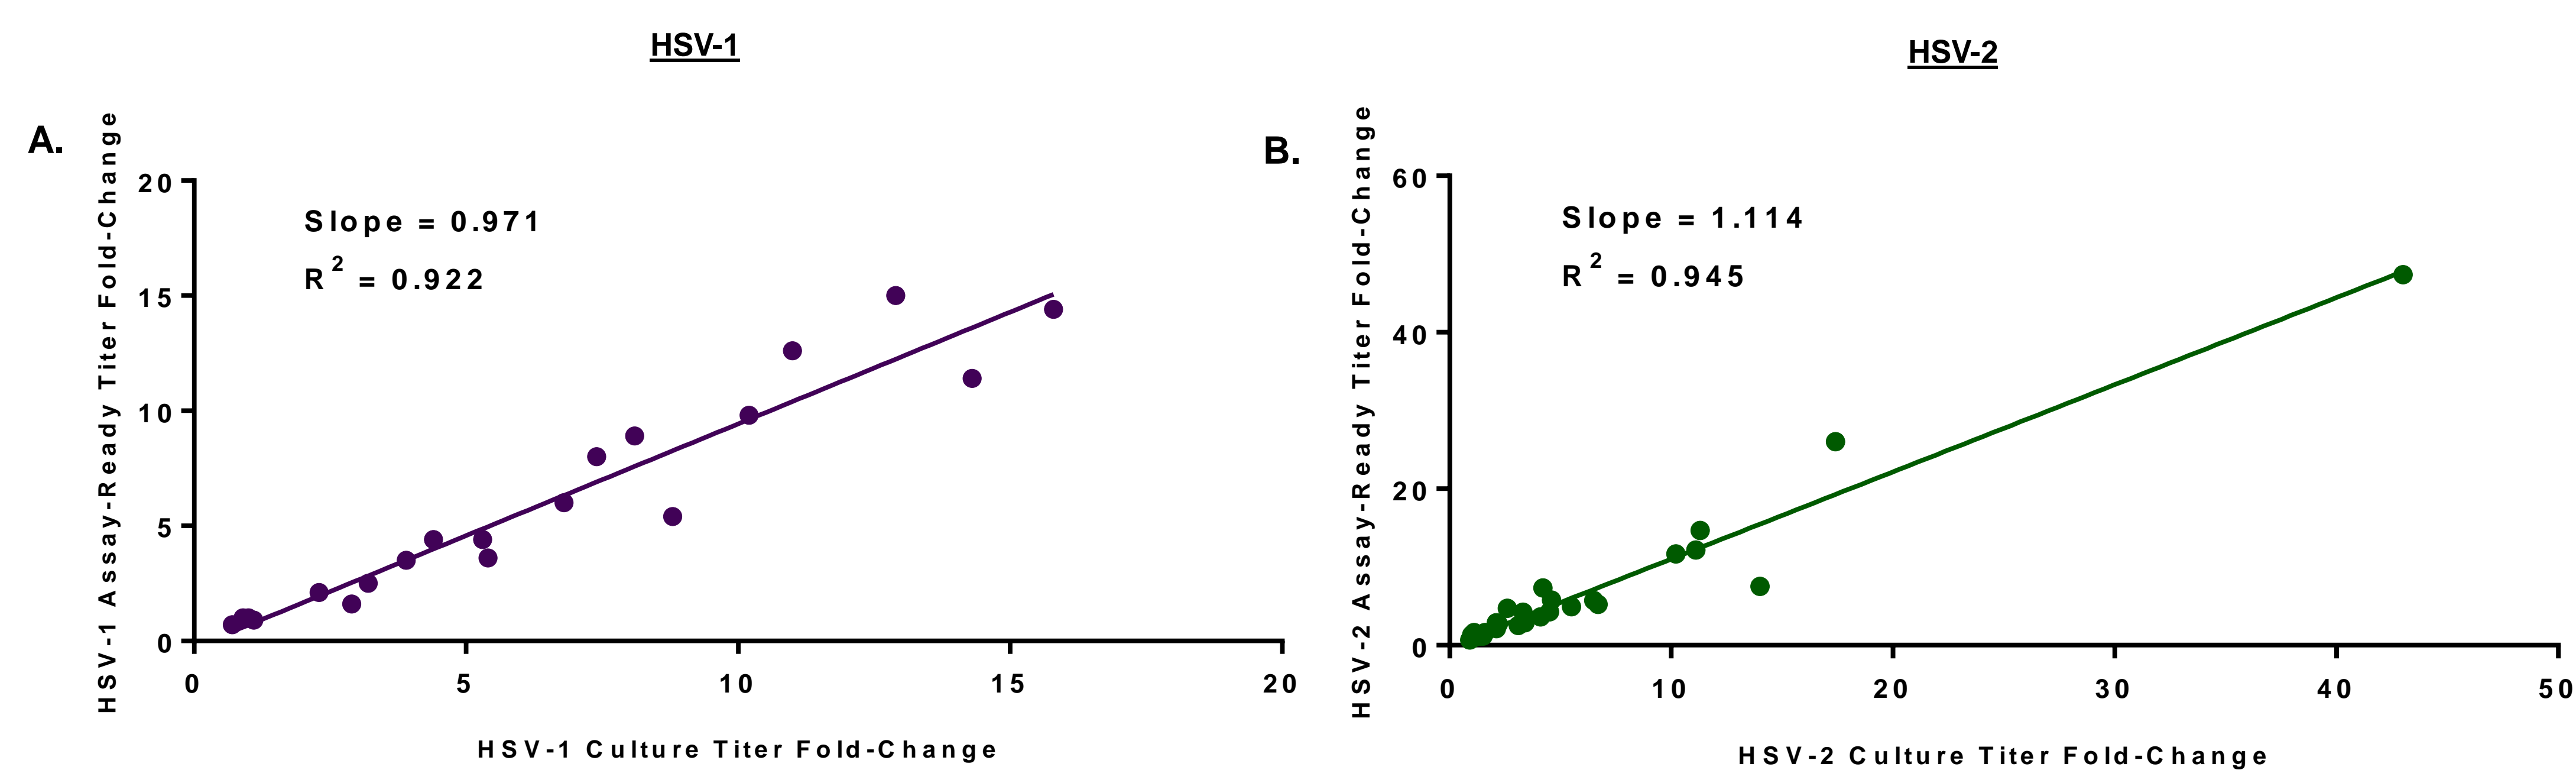 HSV-1
A.
HSV-1 Assay-Ready Titer Fold-Change
20
15
10
5
0
Slope = 0.971
R2 = 0.922
0 5 10 15 20
HSV-1 Culture Titer Fold-Change
HSV-2
B.
HSV-2 Assay-Ready Titer Fold-Change
60
40
20
0
Slope = 1.114
R2 = 0.945
0 10 20 30 40 50
HSV-2 Culture Titer Fold-Change